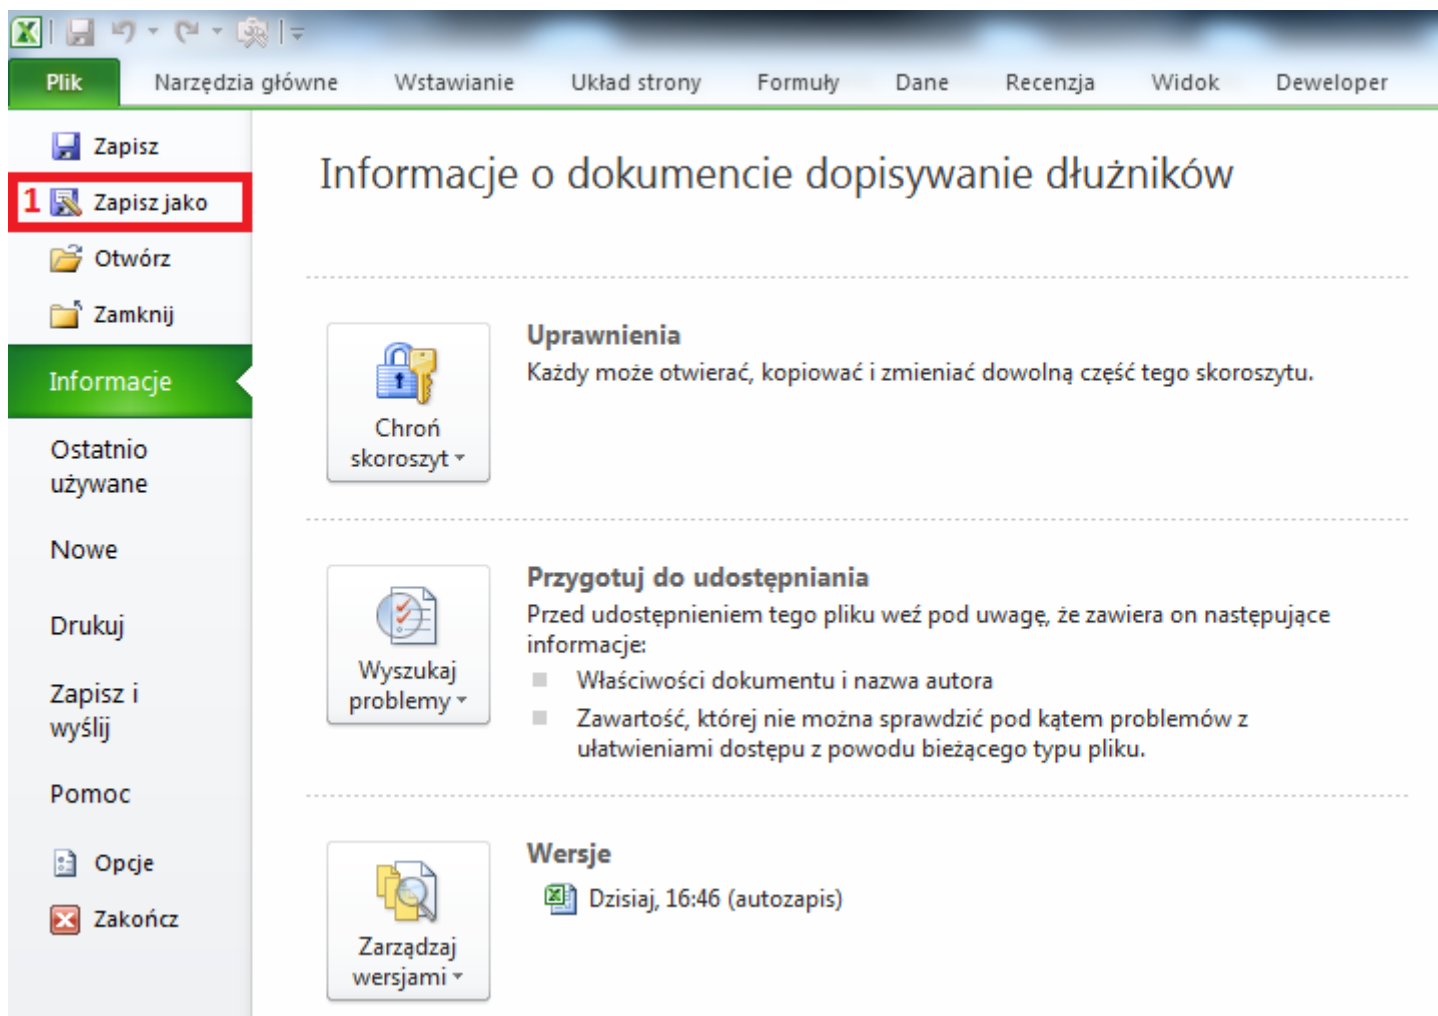 Plik Narzędzia główne Wstawianie Układ strony Formuły Dane Recenzja Widok Deweloper
Zapisz
1 Zapisz jako
Otwórz
Zamknij
Informacje
Ostatnio
używane
Nowe
Drukuj
Zapisz i
wyślij
Pomoc
Opcje
Zakończ
Informacje o dokumencie dopisywanie dłużników
Chroń
skoroszyt
Uprawnienia
Każdy może otwierać, kopiować i zmieniać dowolną część tego skoroszytu.
Wyszukaj
problemy
Przygotuj do udostępniania
Przed udostępnieniem tego pliku weź pod uwagę, że zawiera on następujące
informacje:
Właściwości dokumentu i nazwa autora
Zawartość, której nie można sprawdzić pod kątem problemów z
ułatwieniami dostępu z powodu bieżącego typu pliku.
Zarządzaj
wersjami
Wersje
Dzisiaj, 16:46 (autozapis)